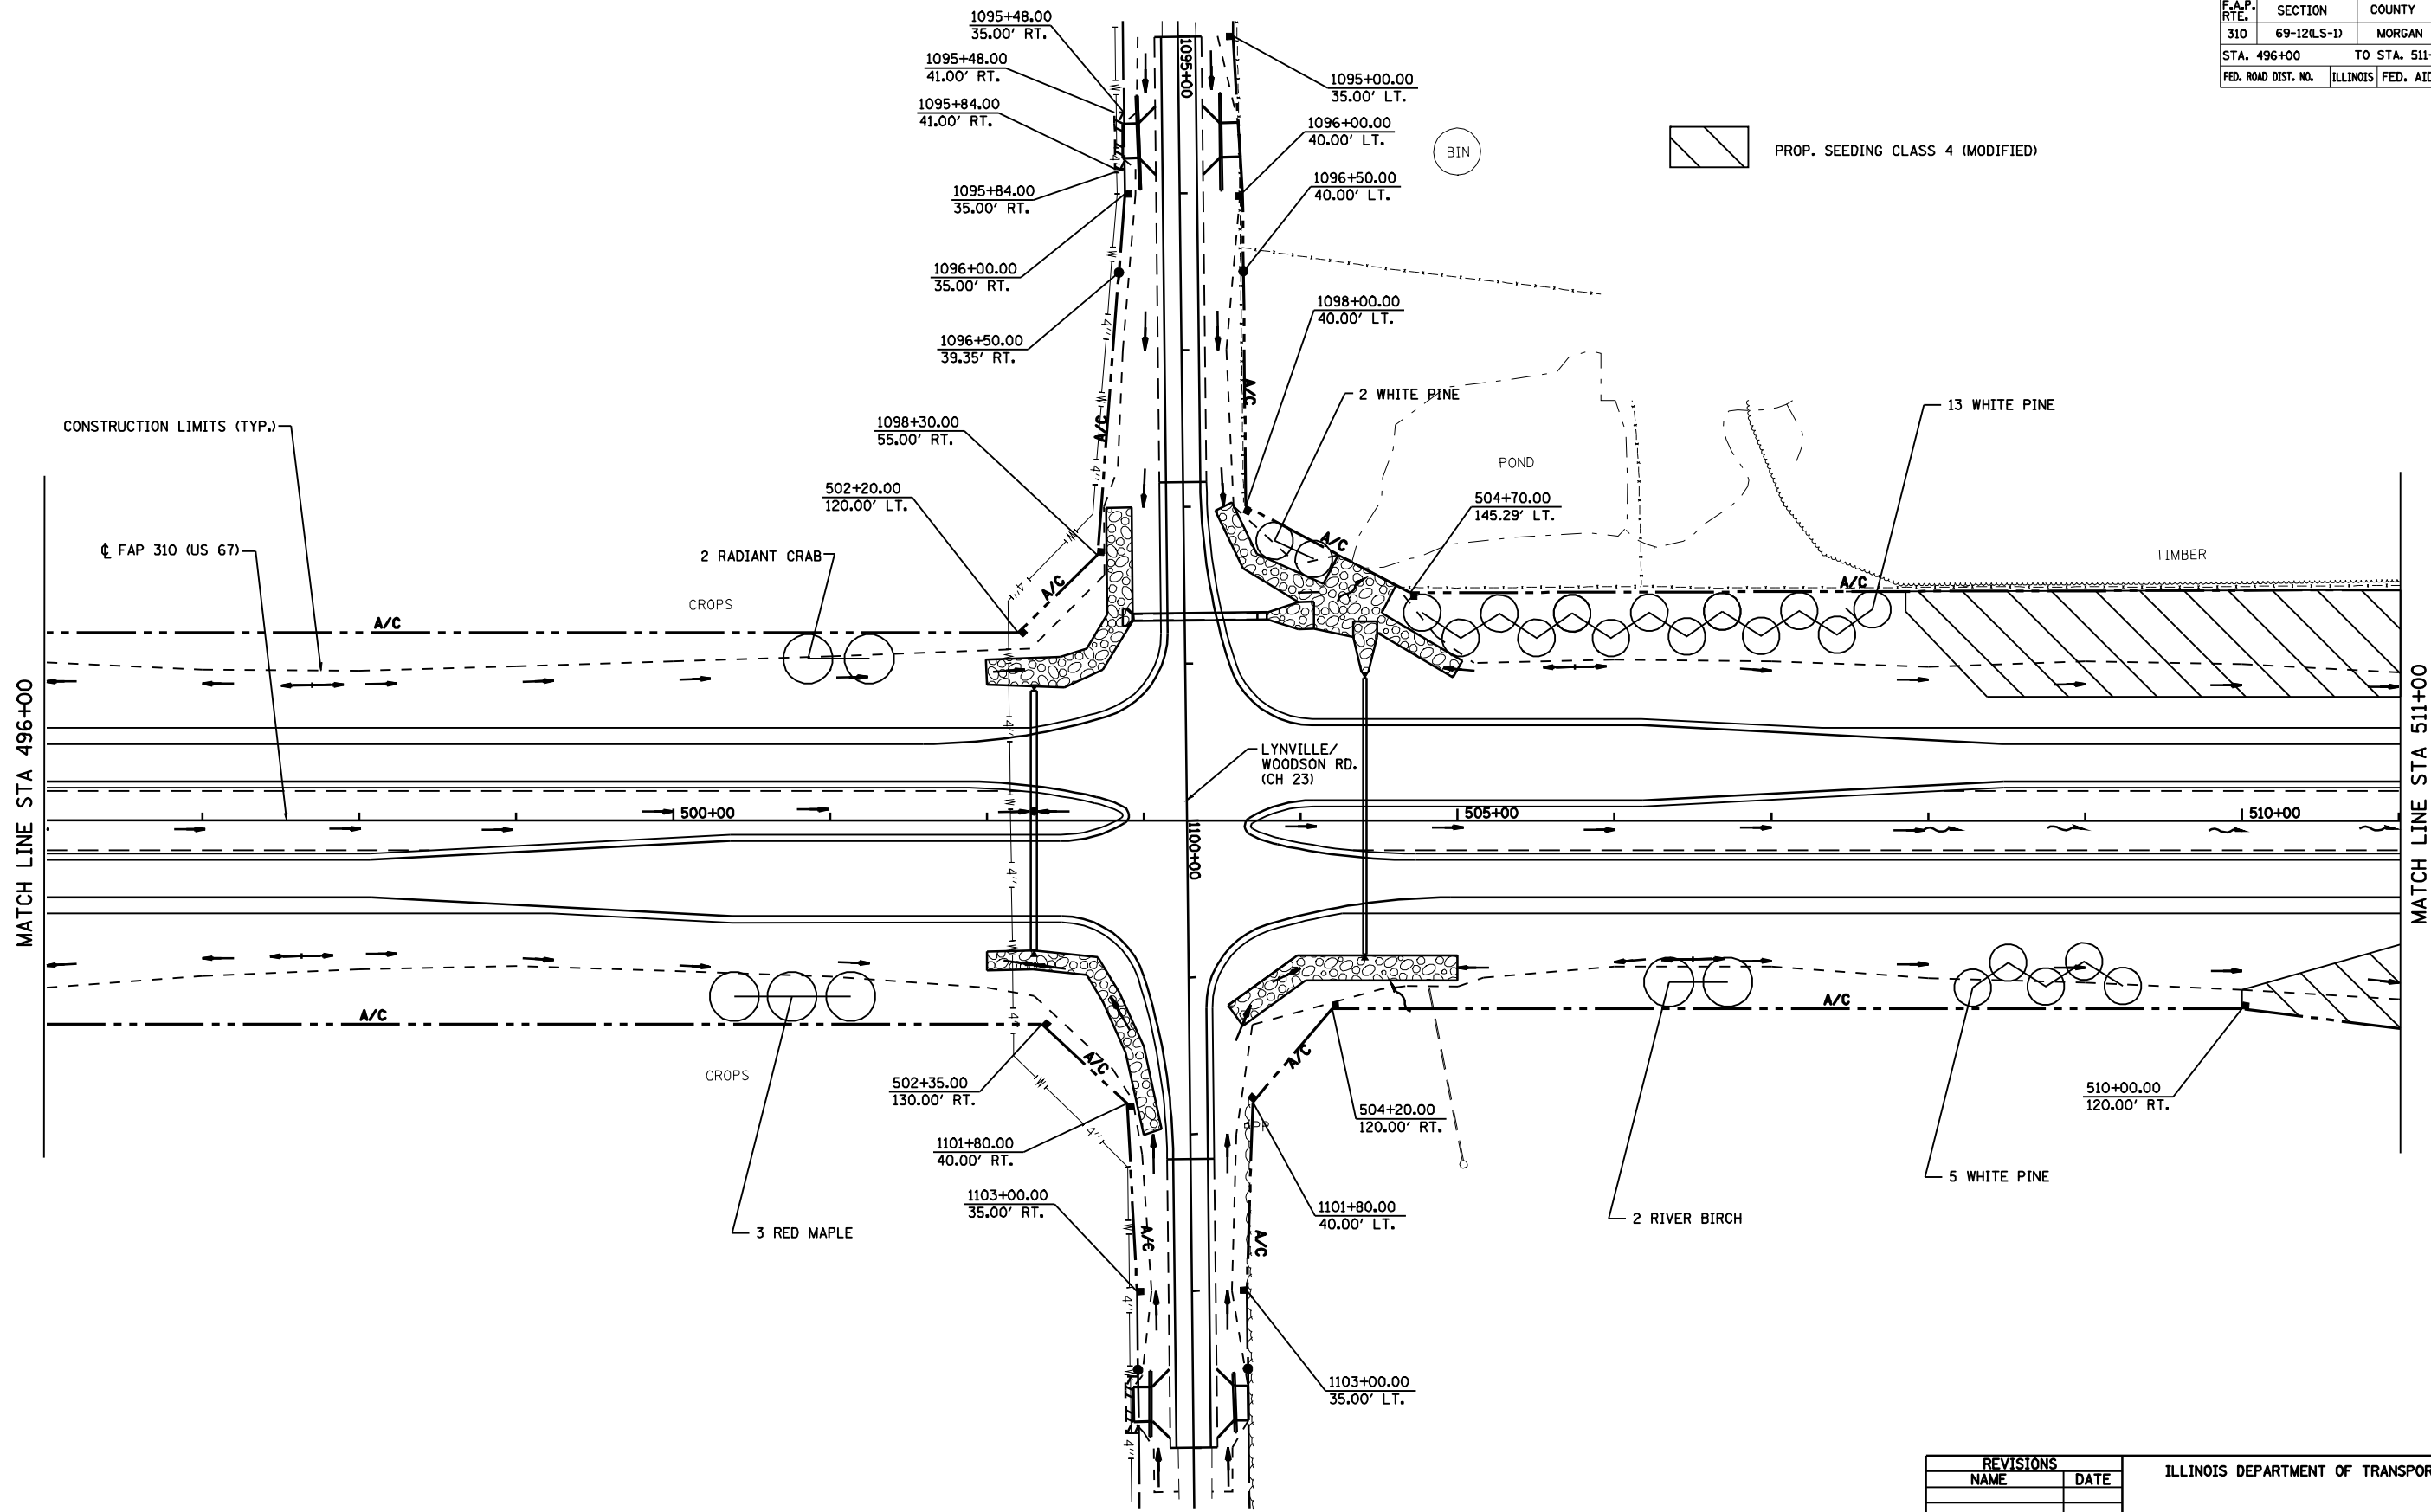 F.A.P. RTE. SECTION COUNTY
310 69-12(LS-1) MORGAN
STA. 496+00 TO STA. 511+
FED. ROAD DIST. NO. ILLINOIS FED. AID
1095+48.00
35.00' RT.
1095+48.00
41.00' RT.
1095+84.00
41.00' RT.
1095+84.00
35.00' RT.
1096+00.00
35.00' RT.
1096+50.00
39.35' RT.
1098+30.00
55.00' RT.
502+20.00
120.00' LT.
1095+00
1095+00.00
35.00' LT.
1096+00.00
40.00' LT.
1096+50.00
40.00' LT.
1098+00.00
40.00' LT.
BIN
PROP. SEEDING CLASS 4 (MODIFIED)
CONSTRUCTION LIMITS (TYP.)
℄ FAP 310 (US 67)
2 RADIANT CRAB
CROPS
A/C
A/C
A/C
A/C
A/C
A/C
2 WHITE PINE
13 WHITE PINE
POND
504+70.00
145.29' LT.
TIMBER
W
4"
W
4"
W
4"
W
4"
W
4"
W
4"
W
4"
MATCH LINE STA 496+00
MATCH LINE STA 511+00
LYNVILLE/
WOODSON RD.
(CH 23)
500+00
505+00
510+00
1100+00
A/C
A/C
A/C
A/C
A/C
A/C
CROPS
502+35.00
130.00' RT.
1101+80.00
40.00' RT.
1103+00.00
35.00' RT.
3 RED MAPLE
504+20.00
120.00' RT.
PP
1101+80.00
40.00' LT.
1103+00.00
35.00' LT.
2 RIVER BIRCH
5 WHITE PINE
510+00.00
120.00' RT.
W
4"
W
4"
W
4"
REVISIONS
NAME DATE
ILLINOIS DEPARTMENT OF TRANSPOR